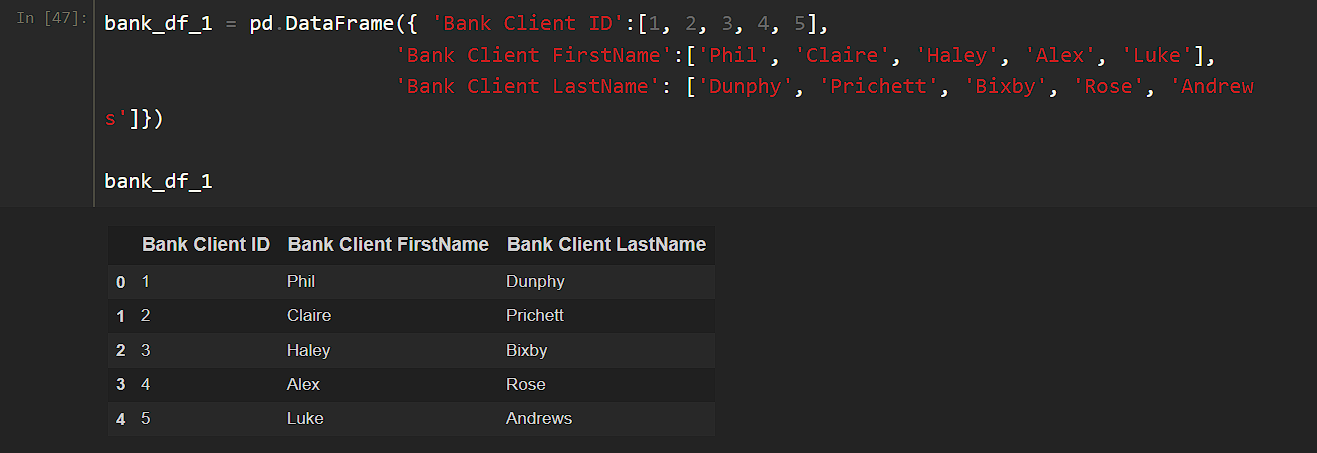 In [47]: bank_df_1 = pd.DataFrame({ 'Bank Client ID':[1, 2, 3, 4, 5],
'Bank Client FirstName':['Phil', 'Claire', 'Haley', 'Alex', 'Luke'],
'Bank Client LastName': ['Dunphy', 'Prichett', 'Bixby', 'Rose', 'Andrew
s']})
bank_df_1
Bank Client ID Bank Client FirstName Bank Client LastName
0 1 Phil Dunphy
1 2 Claire Prichett
2 3 Haley Bixby
3 4 Alex Rose
4 5 Luke Andrews